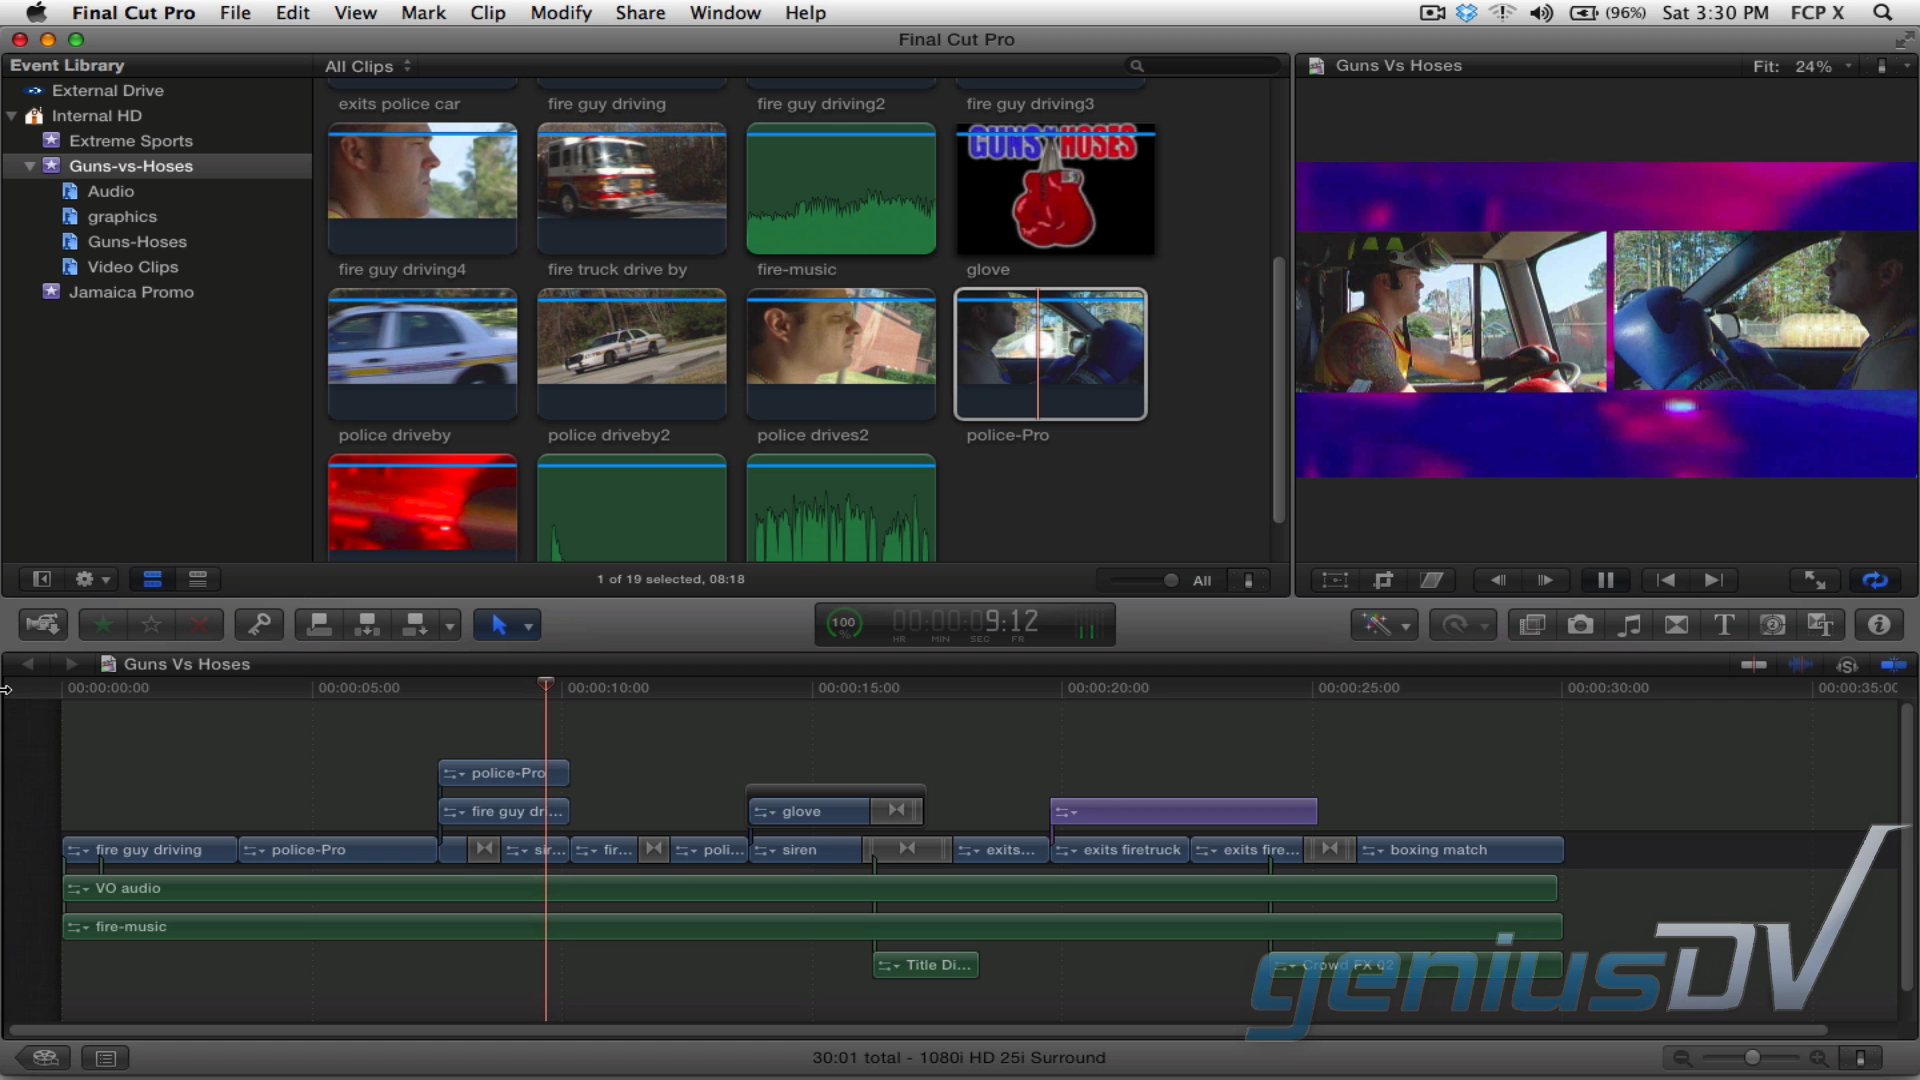 Final Cut Pro File Edit View Mark Clip Modify Share Window Help (96%) Sat 3:30 PM FCP X
Final Cut Pro
Event Library
All Clips
Guns Vs Hoses
Fit: 24%
External Drive
Internal HD
Extreme Sports
Guns-vs-Hoses
Audio
graphics
Guns-Hoses
Video Clips
Jamaica Promo
exits police car fire guy driving fire guy driving2 fire guy driving3
GUNS HOSES
fire guy driving4 fire truck drive by fire-music glove
police driveby police driveby2 police drives2 police-Pro
1 of 19 selected, 08:18
All
100 %
00:00:09:12
HR MIN SEC FR
Guns Vs Hoses
00:00:00:00 00:00:05:00 00:00:10:00 00:00:15:00 00:00:20:00 00:00:25:00 00:00:30:00 00:00:35:00
police-Pro
fire guy dri... glove
fire guy driving police-Pro sir... fir... poli... siren exits... exits firetruck exits fire... boxing match
VO audio
fire-music
Title Di... Crowd FX 02
geniusDV
30:01 total - 1080i HD 25i Surround